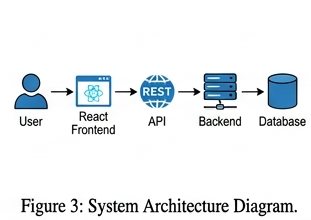 REST
User
React
Frontend
API
Backend
Database
Figure 3: System Architecture Diagram.